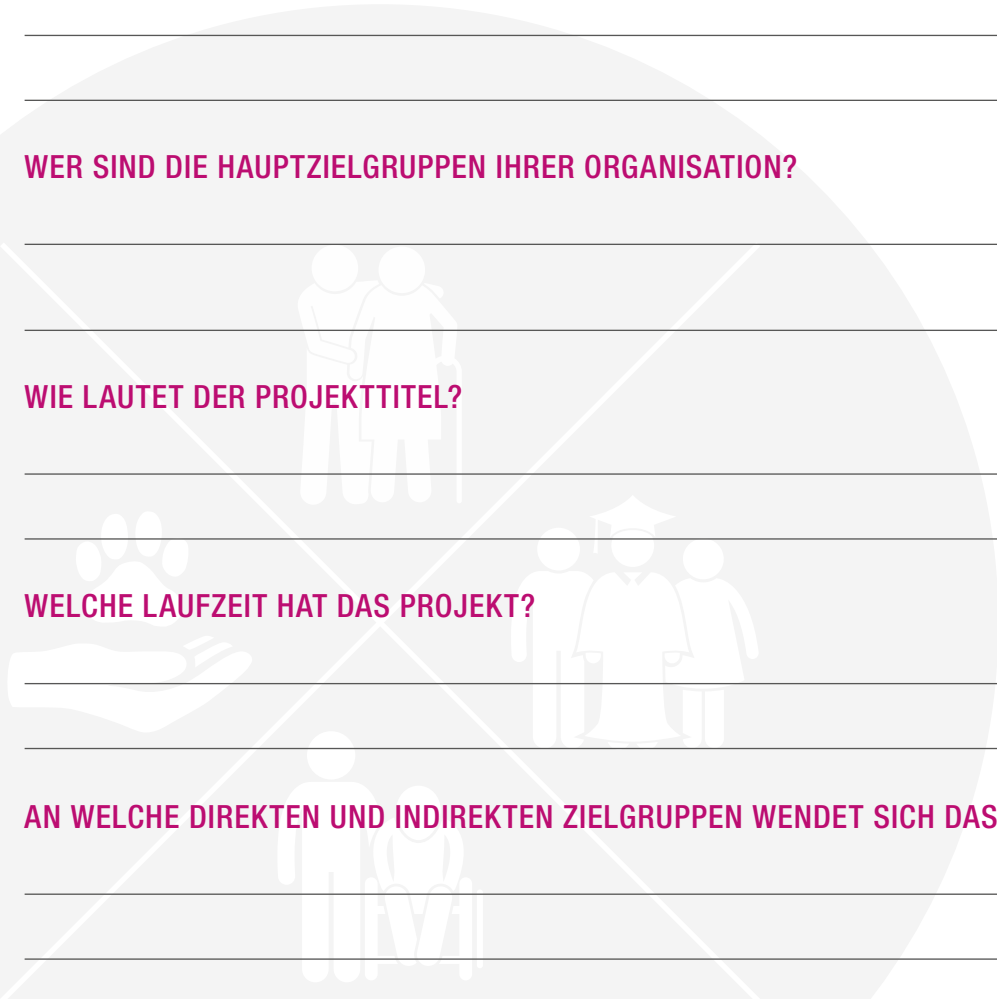 WER SIND DIE HAUPTZIELGRUPPEN IHRER ORGANISATION?
WIE LAUTET DER PROJEKTTITEL?
WELCHE LAUFZEIT HAT DAS PROJEKT?
AN WELCHE DIREKTEN UND INDIREKTEN ZIELGRUPPEN WENDET SICH DAS